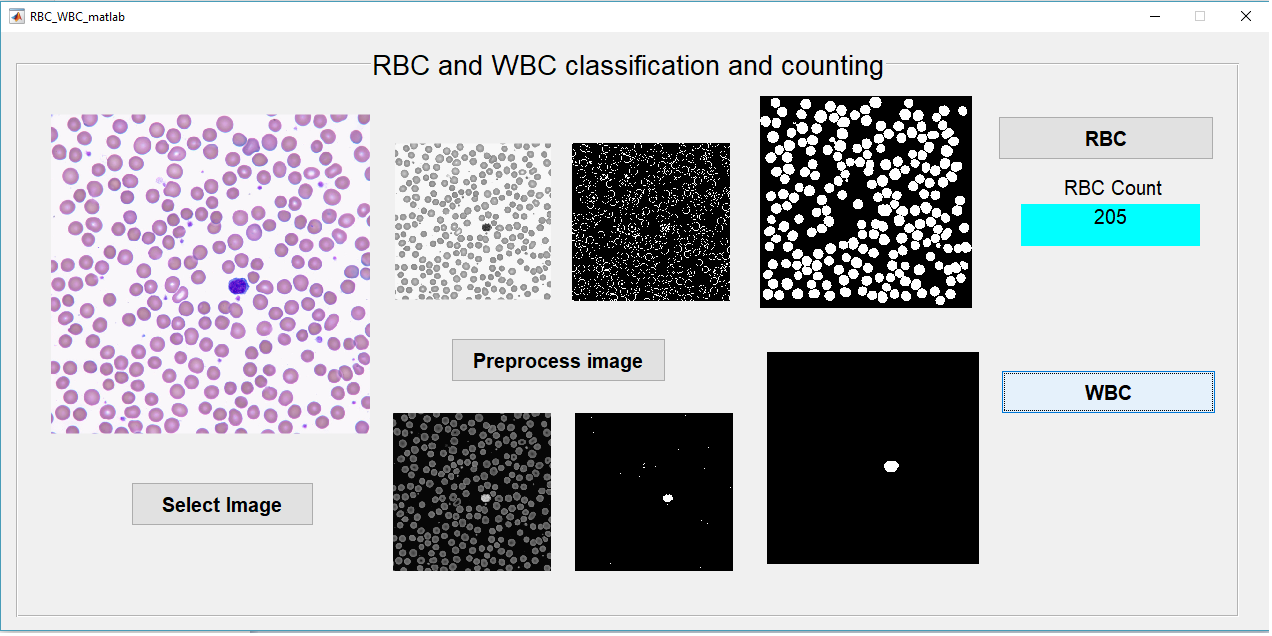 RBC_WBC_matlab
RBC and WBC classification and counting
RBC
RBC Count
205
Preprocess image
WBC
Select Image